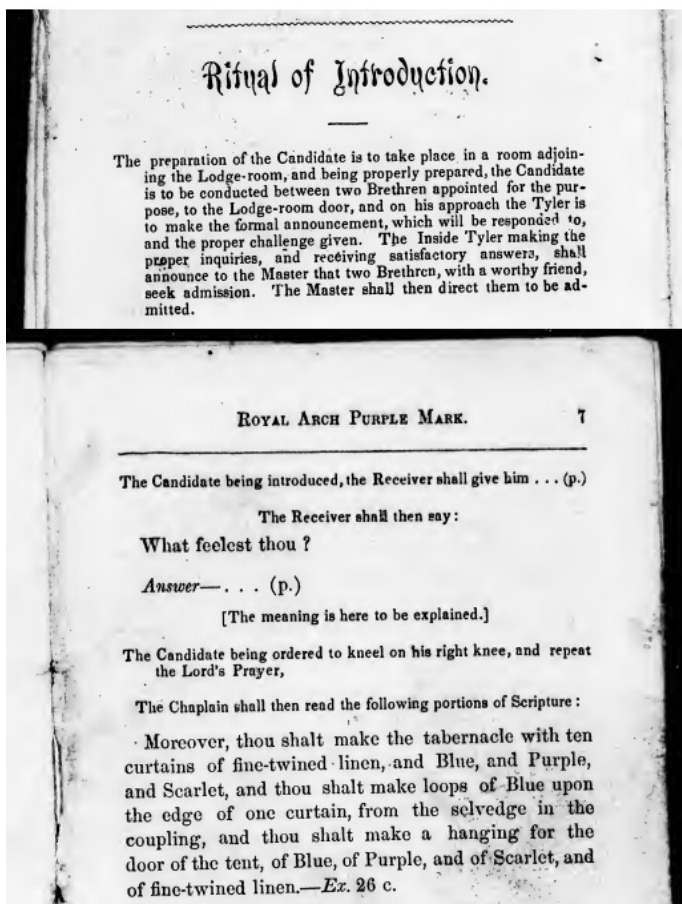 Ritual of Introduction.
The preparation of the Candidate is to take place in a room adjoin-
ing the Lodge-room, and being properly prepared, the Candidate
is to be conducted between two Brethren appointed for the pur-
pose, to the Lodge-room door, and on his approach the Tyler is
to make the formal announcement, which will be responded to,
and the proper challenge given. The Inside Tyler making the
proper inquiries, and receiving satisfactory answers, shall
announce to the Master that two Brethren, with a worthy friend,
seek admission. The Master shall then direct them to be ad-
mitted.
ROYAL ARCH PURPLE MARK. 7
The Candidate being introduced, the Receiver shall give him . . . (p.)
The Receiver shall then say :
What feelest thou ?
Answer—. . . (p.)
[The meaning is here to be explained.]
The Candidate being ordered to kneel on his right knee, and repeat
the Lord's Prayer,
The Chaplain shall then read the following portions of Scripture :
Moreover, thou shalt make the tabernacle with ten
curtains of fine-twined linen, and Blue, and Purple,
and Scarlet, and thou shalt make loops of Blue upon
the edge of one curtain, from the selvedge in the
coupling, and thou shalt make a hanging for the
door of the tent, of Blue, of Purple, and of Scarlet, and
of fine-twined linen.—Ex. 26 c.